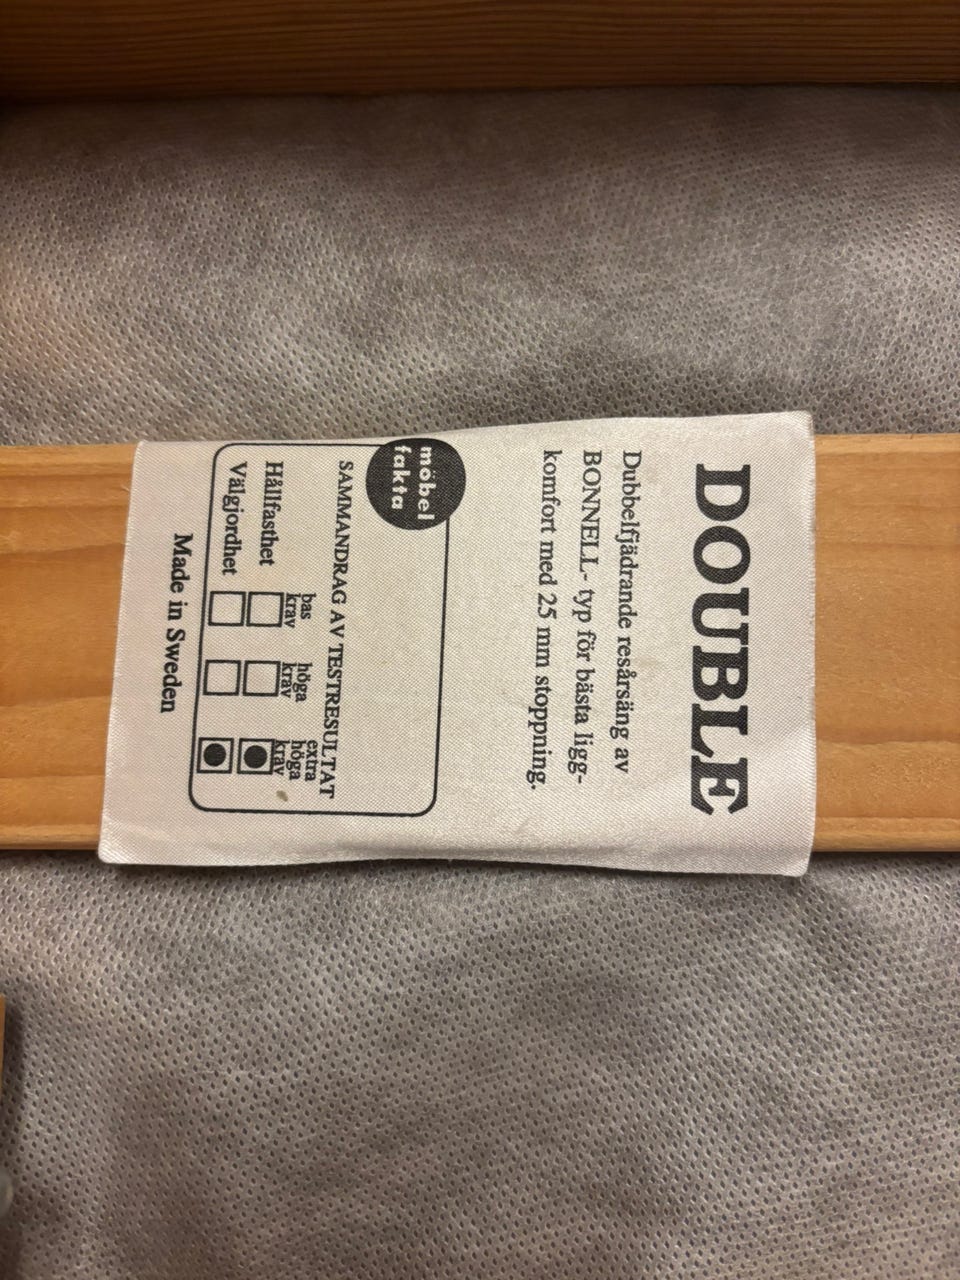 DOUBLE
Dubbelfjädrande resårsäng av
BONNELL- typ för bästa ligg-
komfort med 25 mm stoppning.
möbel
fakta
SAMMANDRAG AV TESTRESULTAT
bas
krav
höga
krav
extra
höga
krav
Hållfasthet
Välgjordhet
Made in Sweden